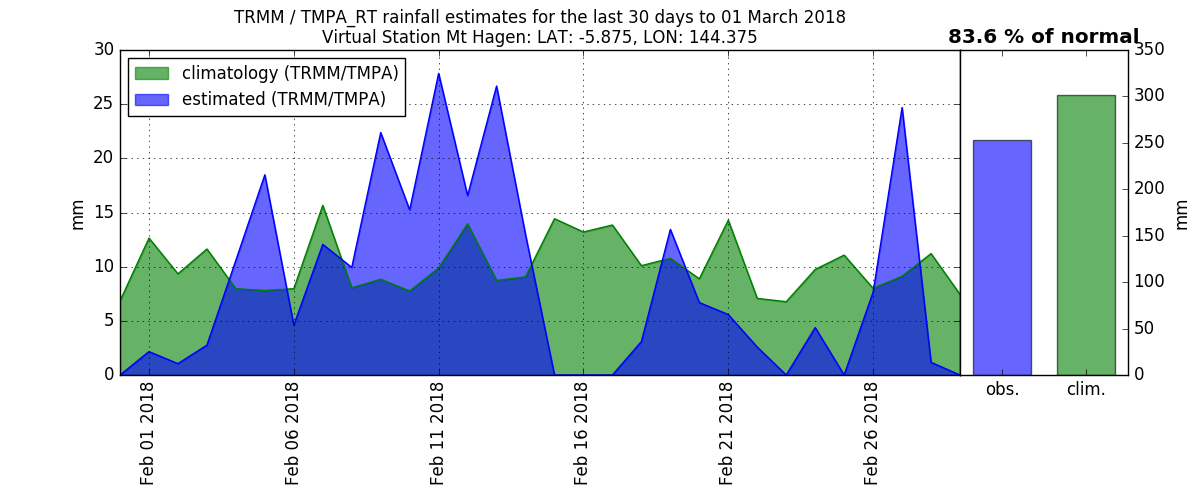 TRMM / TMPA_RT rainfall estimates for the last 30 days to 01 March 2018
Virtual Station Mt Hagen: LAT: -5.875, LON: 144.375
83.6 % of normal
climatology (TRMM/TMPA)
estimated (TRMM/TMPA)
30
25
20
15
10
5
0
mm
350
300
250
200
150
100
50
0
mm
Feb 01 2018
Feb 06 2018
Feb 11 2018
Feb 16 2018
Feb 21 2018
Feb 26 2018
obs.
clim.